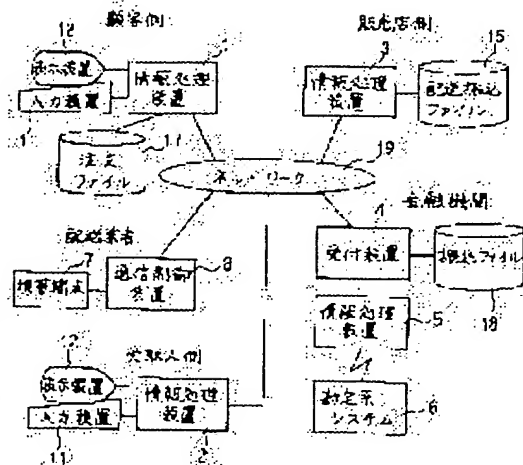 顧客側
販売店側
12
表示装置
情報処理
装置
入力装置
1
3
情報処理
装置
15
配送振込
ファイル
17
注文
ファイル
19
ネットワーク
金融機関
配送業者
7
携帯端末
通信制御
装置
8
4
受付装置
振込ファイル
18
情報処理
装置
5
受取人側
12
表示装置
入力装置
11
情報処理
装置
2
勘定系
システム
6